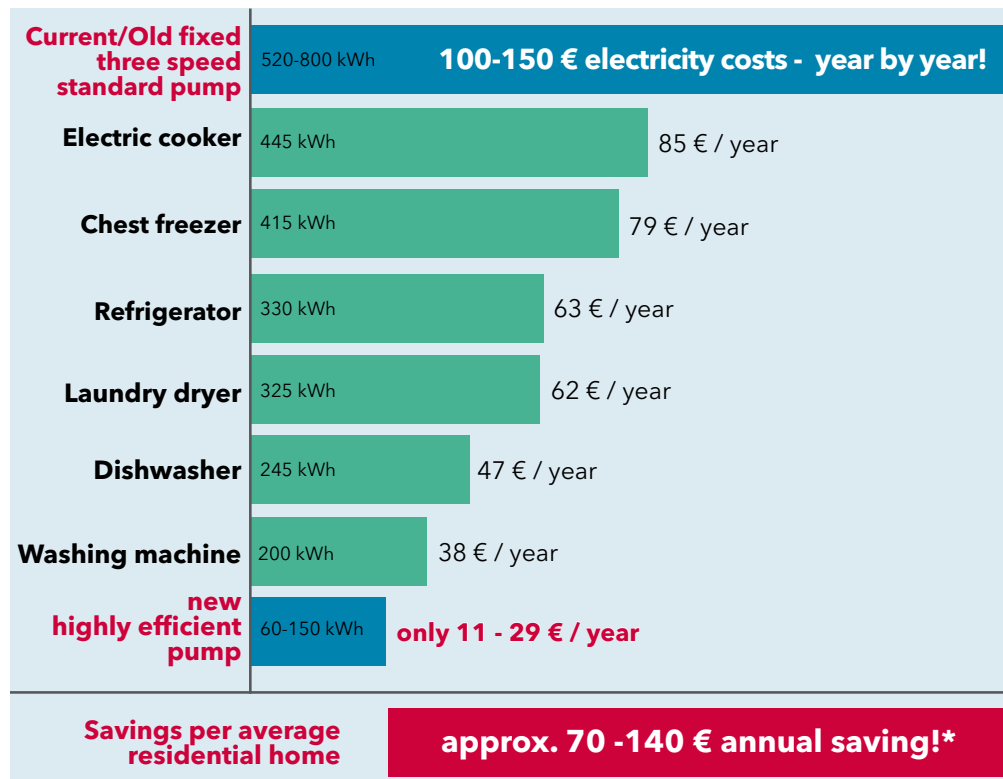 Current/Old fixed
three speed
standard pump
520-800 kWh
100-150 € electricity costs - year by year!
Electric cooker
445 kWh
85 € / year
Chest freezer
415 kWh
79 € / year
Refrigerator
330 kWh
63 € / year
Laundry dryer
325 kWh
62 € / year
Dishwasher
245 kWh
47 € / year
Washing machine
200 kWh
38 € / year
new
highly efficient
pump
60-150 kWh
only 11 - 29 € / year
Savings per average
residential home
approx. 70 -140 € annual saving!*